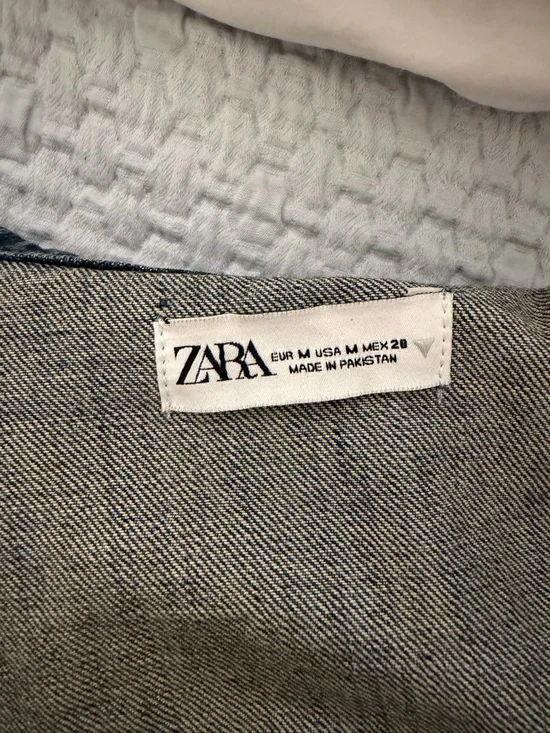 ZARA EUR M USA M MEX 28
MADE IN PAKISTAN